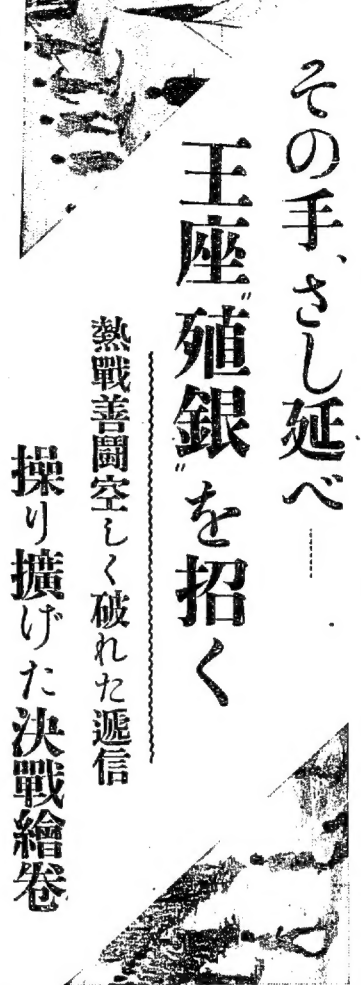 その手、さし延べ……
王座"殖銀"を招く
熱戰善闘空しく破れた遞信
操り擴げた決戰繪卷